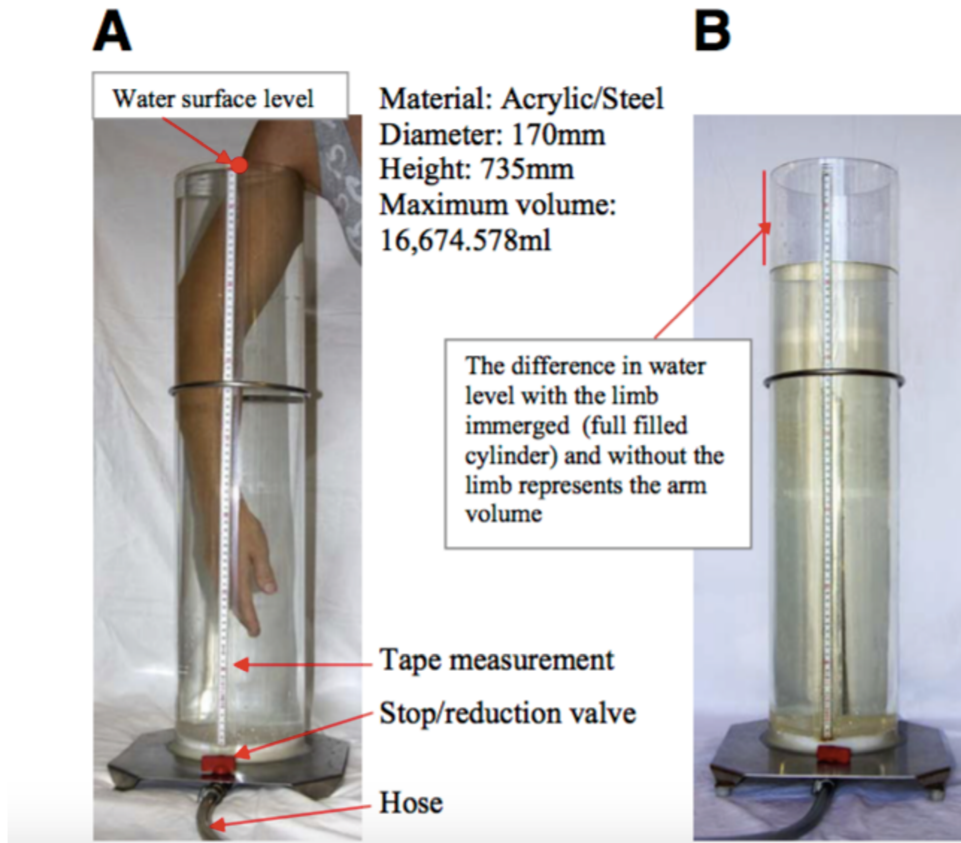 A
B
Water surface level
Material: Acrylic/Steel
Diameter: 170mm
Height: 735mm
Maximum volume:
16,674.578ml
The difference in water
level with the limb
immerged (full filled
cylinder) and without the
limb represents the arm
volume
Tape measurement
Stop/reduction valve
Hose